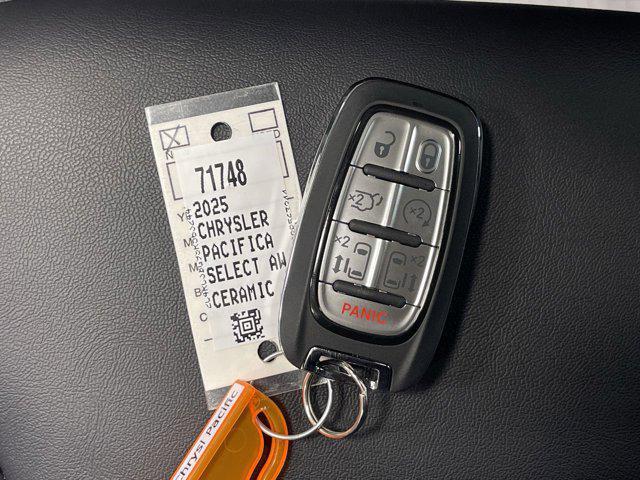 N
D
71748
Y 2025
M CHRYSLER
PACIFICA
M SELECT AW
B CERAMIC
C
x2
x2
x2
x2
PANIC
Chrysl Pacific